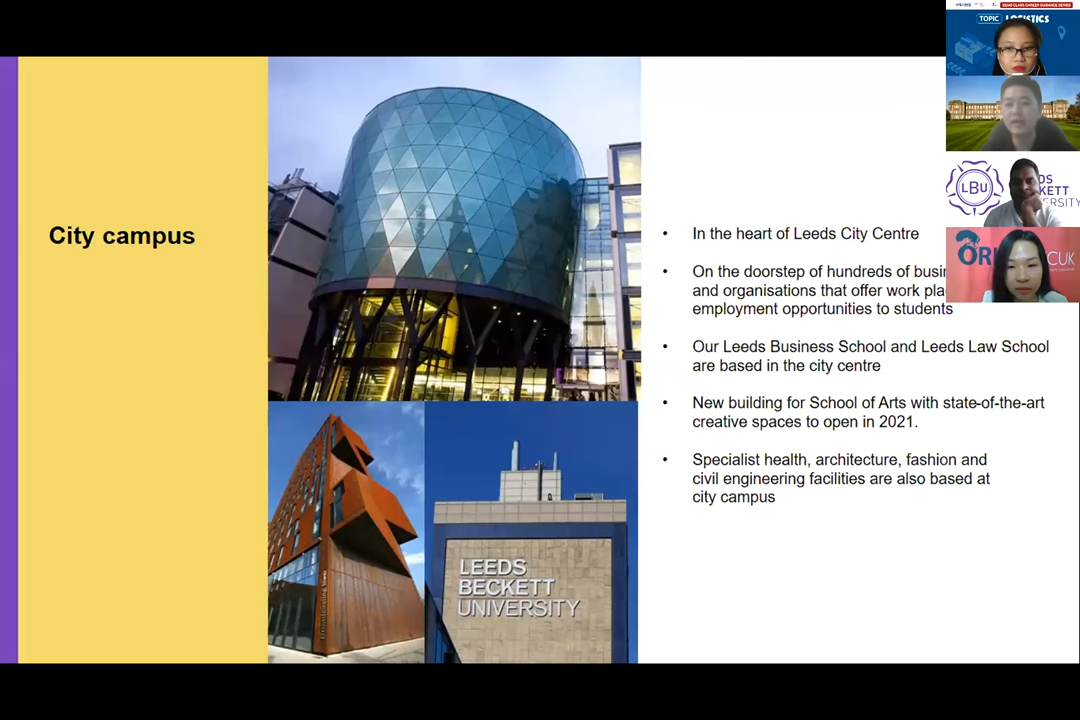 City campus
• In the heart of Leeds City Centre
• On the doorstep of hundreds of
and organisations that offer work
employment opportunities to students
• Our Leeds Business School and Leeds Law School
are based in the city centre
• New building for School of Arts with state-of-the-art
creative spaces to open in 2021.
• Specialist health, architecture, fashion and
civil engineering facilities are also based at
city campus
LEEDS
BECKETT
UNIVERSITY
TOPIC LOGISTICS
LBU